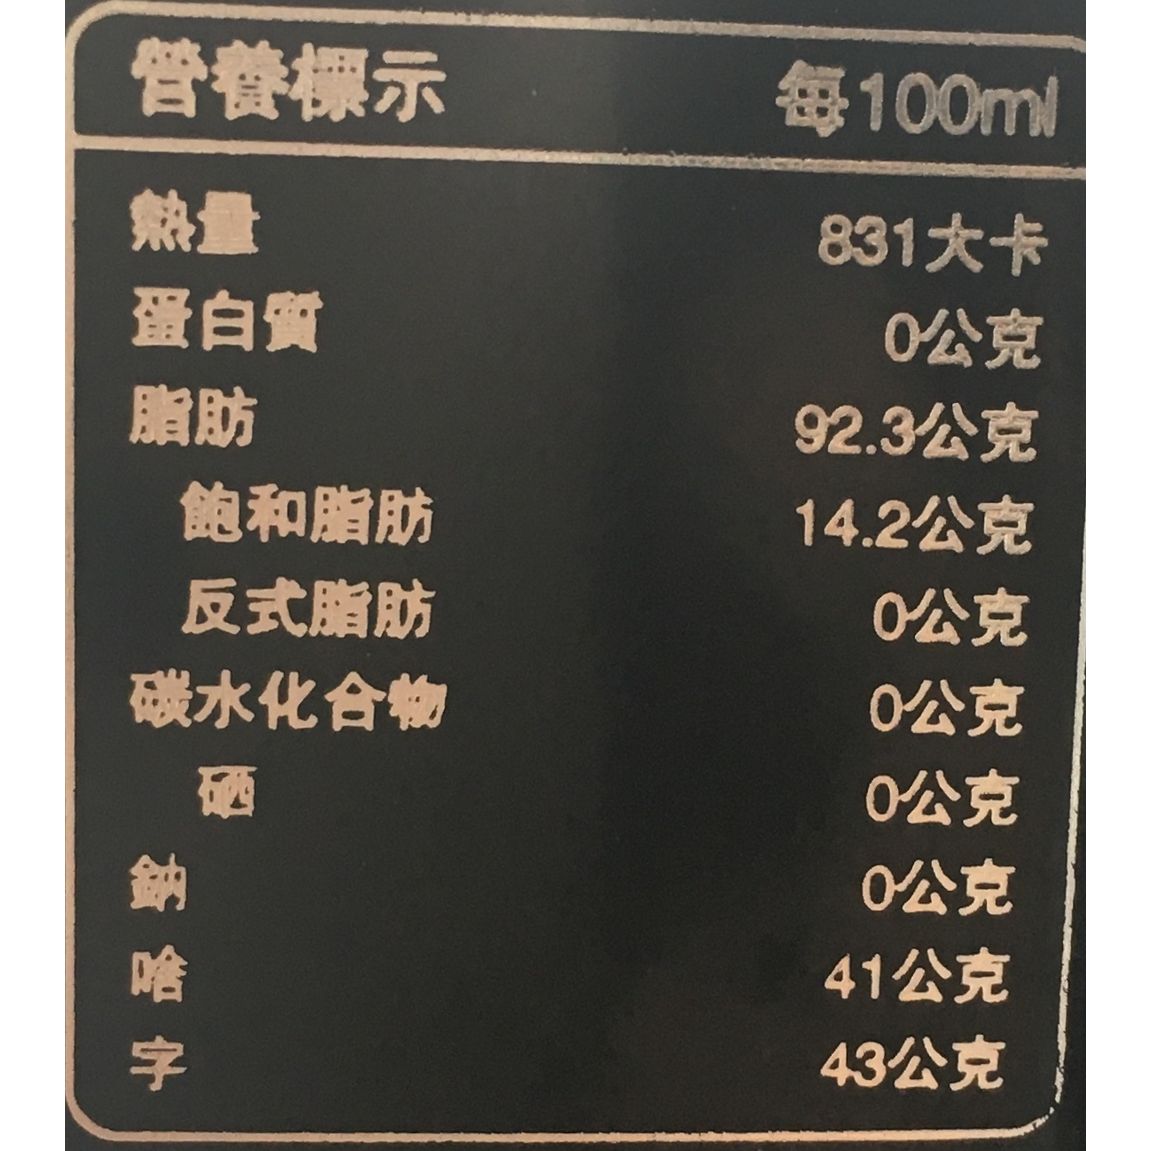 營養標示 每100ml
熱量 831大卡
蛋白質 0公克
脂肪 92.3公克
飽和脂肪 14.2公克
反式脂肪 0公克
碳水化合物 0公克
硒 0公克
鈉 0公克
啥 41公克
字 43公克